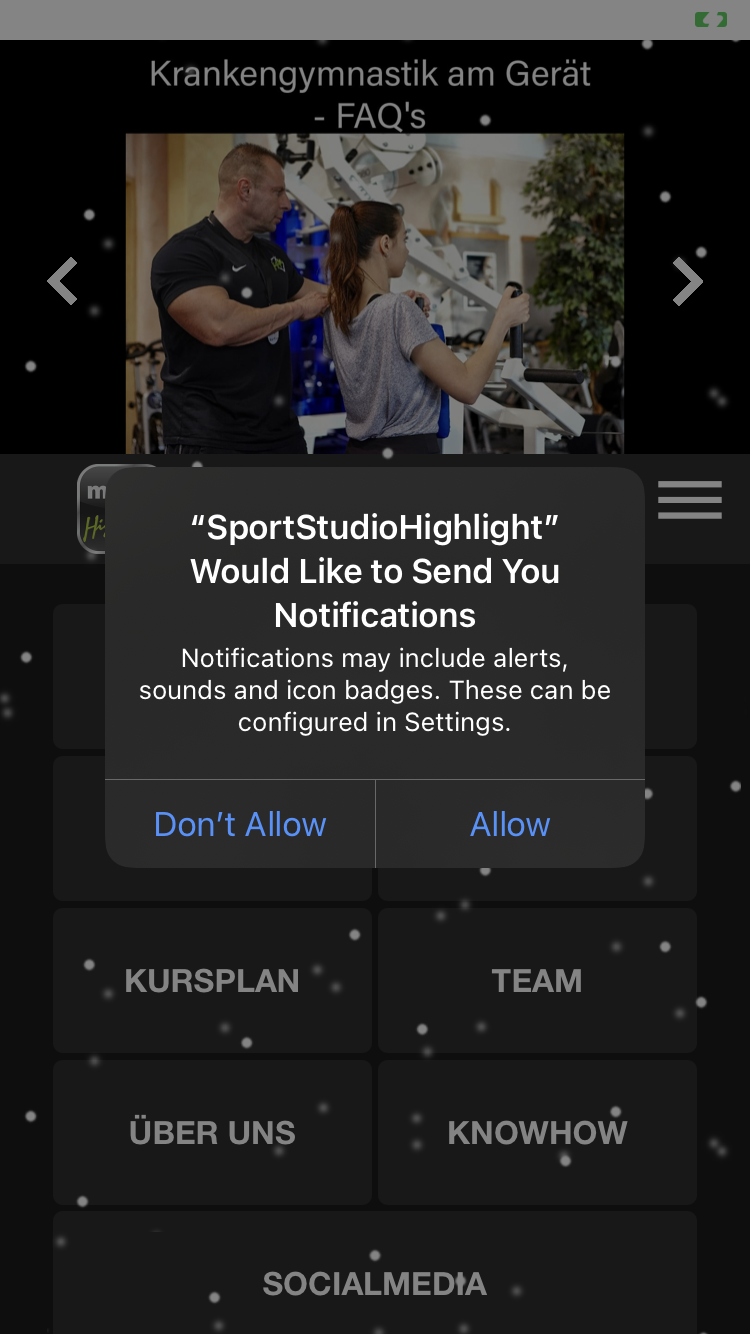 Krankengymnastik am Gerät
- FAQ's
“SportStudioHighlight”
Would Like to Send You
Notifications
Notifications may include alerts,
sounds and icon badges. These can be
configured in Settings.
Don’t Allow
Allow
KURSPLAN
TEAM
ÜBER UNS
KNOWHOW
SOCIALMEDIA